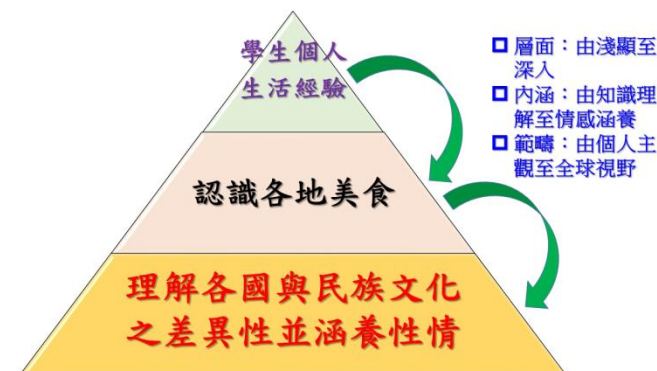 學生個人
生活經驗
認識各地美食
理解各國與民族文化
之差異性並涵養性情
層面：由淺顯至
深入
內涵：由知識理
解至情感涵養
範疇：由個人主
觀至全球視野